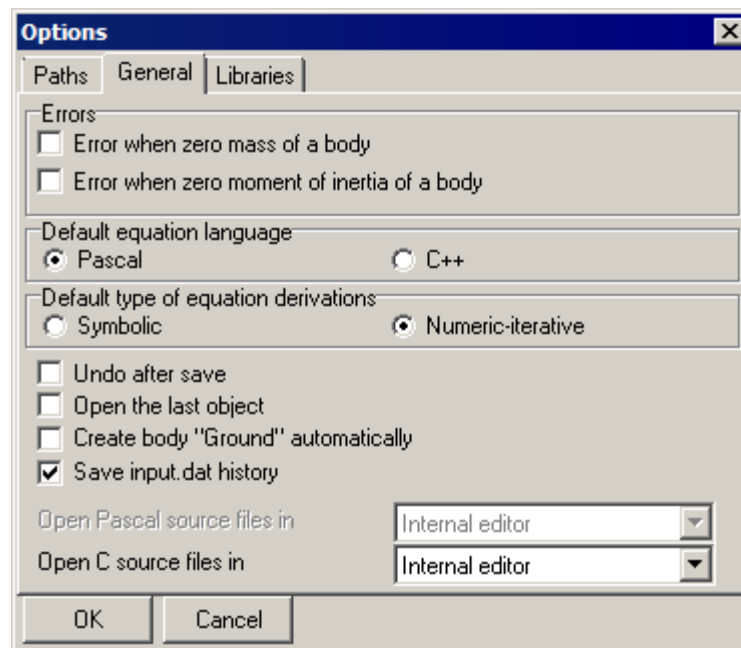 Options
Paths General Libraries
Errors
Error when zero mass of a body
Error when zero moment of inertia of a body
Default equation language
Pascal C++
Default type of equation derivations
Symbolic Numeric-iterative
Undo after save
Open the last object
Create body "Ground" automatically
Save input.dat history
Open Pascal source files in Internal editor
Open C source files in Internal editor
OK Cancel